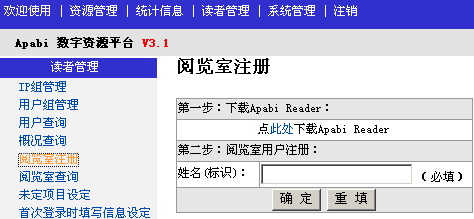 欢迎使用 | 资源管理 | 统计信息 | 读者管理 | 系统管理 | 注销
Apabi 数字资源平台 V3.1
读者管理
IP组管理
用户组管理
用户查询
概况查询
阅览室注册
阅览室查询
未定项目设定
首次登录时填写信息设定
阅览室注册
第一步：下载Apabi Reader：
点此处下载Apabi Reader
第二步：阅览室用户注册：
姓名(标识)： (必填)
确 定 重 填